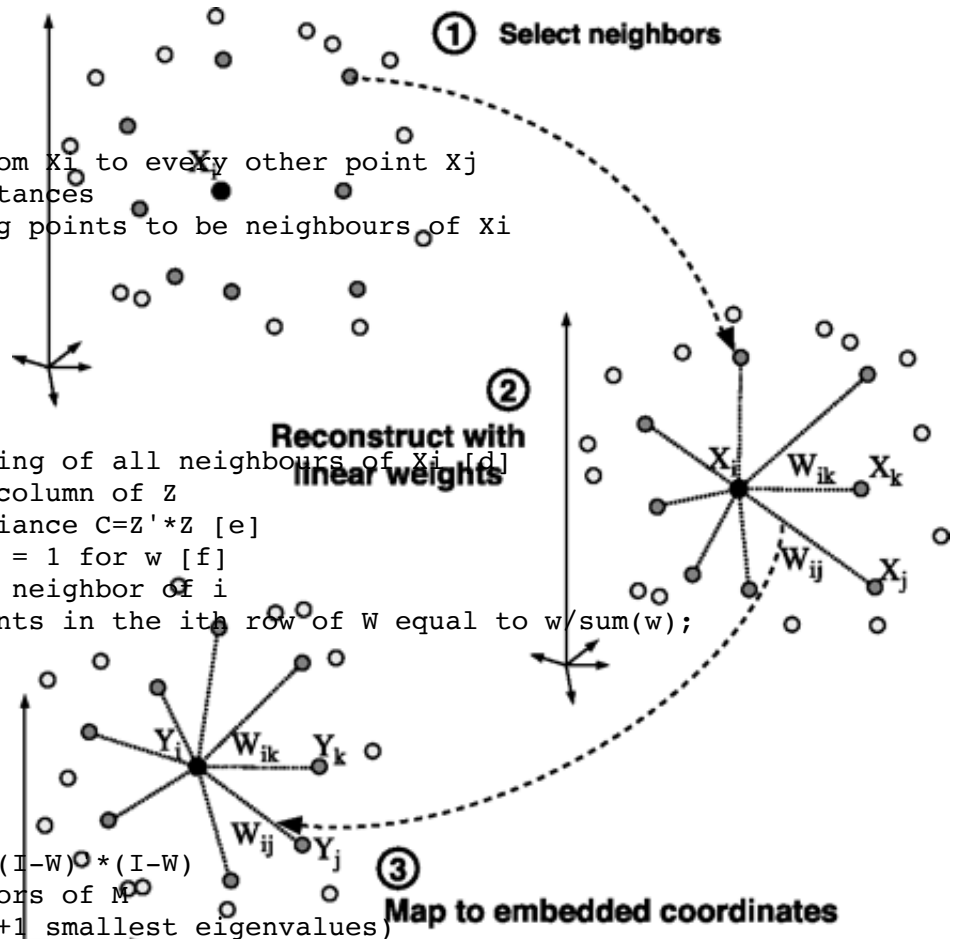 ① Select neighbors
om Xi to every other point Xj
Xi
tances
g points to be neighbours of Xi
②
Reconstruct with
linear weights
ing of all neighbours of Xi [d]
column of Z
iance C=Z'*Z [e]
= 1 for w [f]
neighbor of i
nts in the ith row of W equal to w/sum(w);
Xi
Wik
Xk
Wij
Xj
Yi
Wik
Yk
Wij
Yj
(I-W)'*(I-W)
ors of M
+1 smallest eigenvalues)
③
Map to embedded coordinates